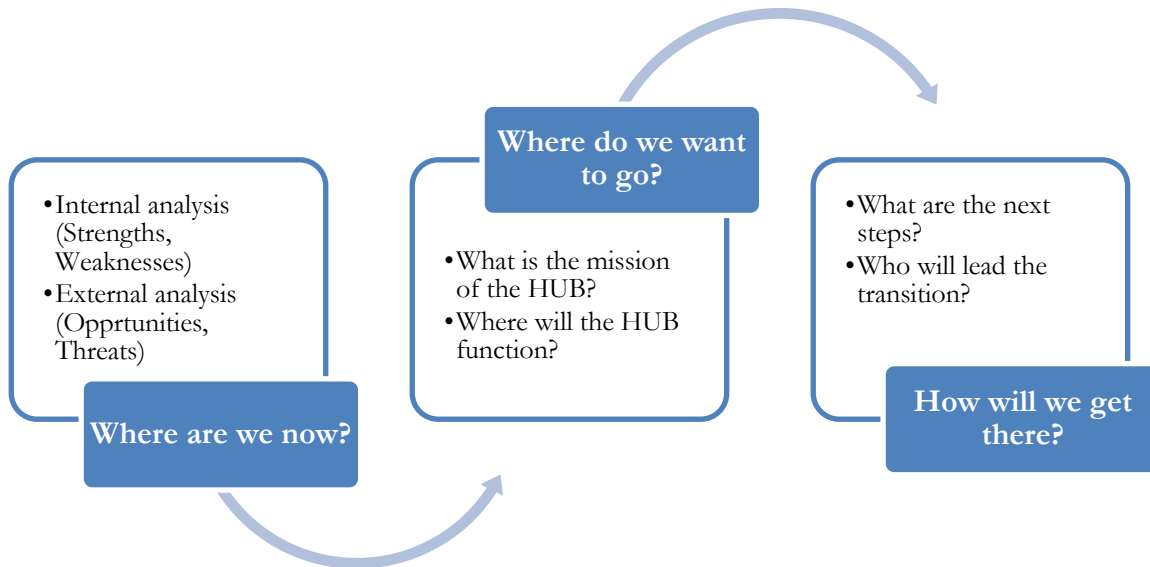 •Internal analysis
(Strengths,
Weaknesses)
•External analysis
(Opprtunities,
Threats)
Where are we now?
Where do we want
to go?
•What is the mission
of the HUB?
•Where will the HUB
function?
•What are the next
steps?
•Who will lead the
transition?
How will we get
there?